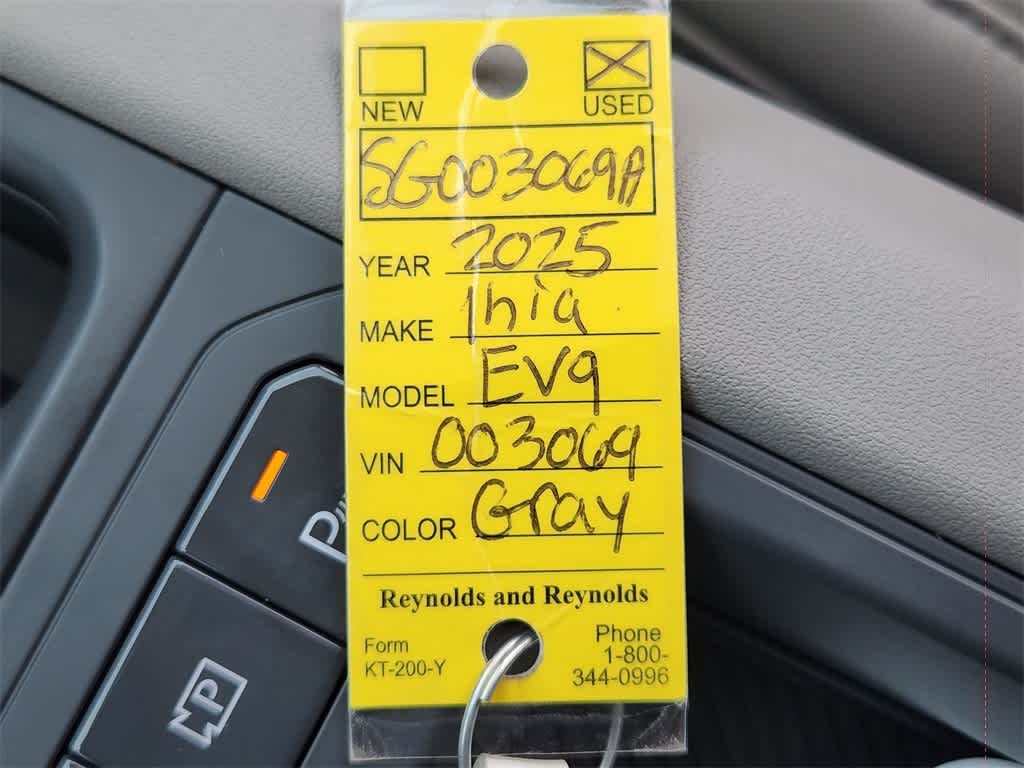 NEW USED
SG003069A
YEAR 2025
MAKE Khia
MODEL EV9
VIN 003069
COLOR Gray
Reynolds and Reynolds
Form
KT-200-Y
Phone
1-800-
344-0996
P
P